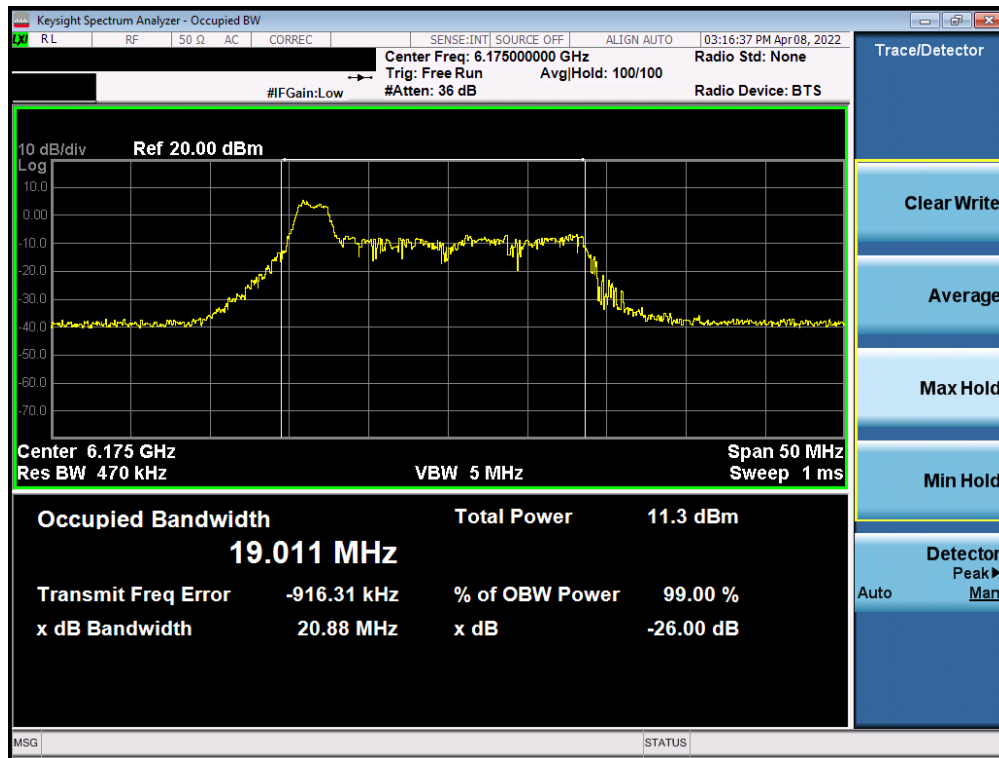 Keysight Spectrum Analyzer - Occupied BW
LXI RL RF 50 Ω AC CORREC SENSE:INT SOURCE OFF ALIGN AUTO 03:16:37 PM Apr 08, 2022
Center Freq: 6.175000000 GHz Radio Std: None
Trig: Free Run Avg|Hold: 100/100
#IFGain:Low #Atten: 36 dB Radio Device: BTS
10 dB/div Ref 20.00 dBm
Log
10.0
0.00
-10.0
-20.0
-30.0
-40.0
-50.0
-60.0
-70.0
Center 6.175 GHz Span 50 MHz
Res BW 470 kHz VBW 5 MHz Sweep 1 ms
Occupied Bandwidth Total Power 11.3 dBm
19.011 MHz
Transmit Freq Error -916.31 kHz % of OBW Power 99.00 %
x dB Bandwidth 20.88 MHz x dB -26.00 dB
MSG STATUS
Trace/Detector
Clear Write
Average
Max Hold
Min Hold
Detector
Peak▶
Auto Man